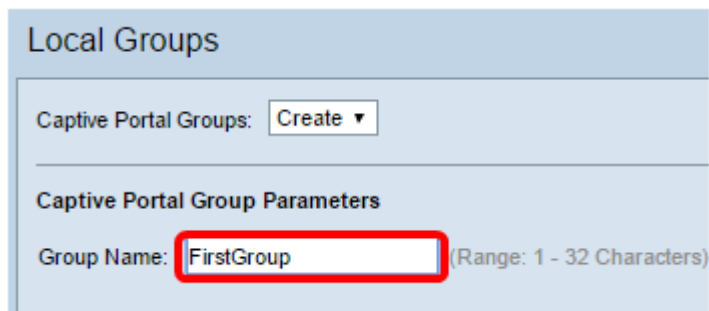 Local Groups
Captive Portal Groups: Create ▼
Captive Portal Group Parameters
Group Name: FirstGroup (Range: 1 - 32 Characters)